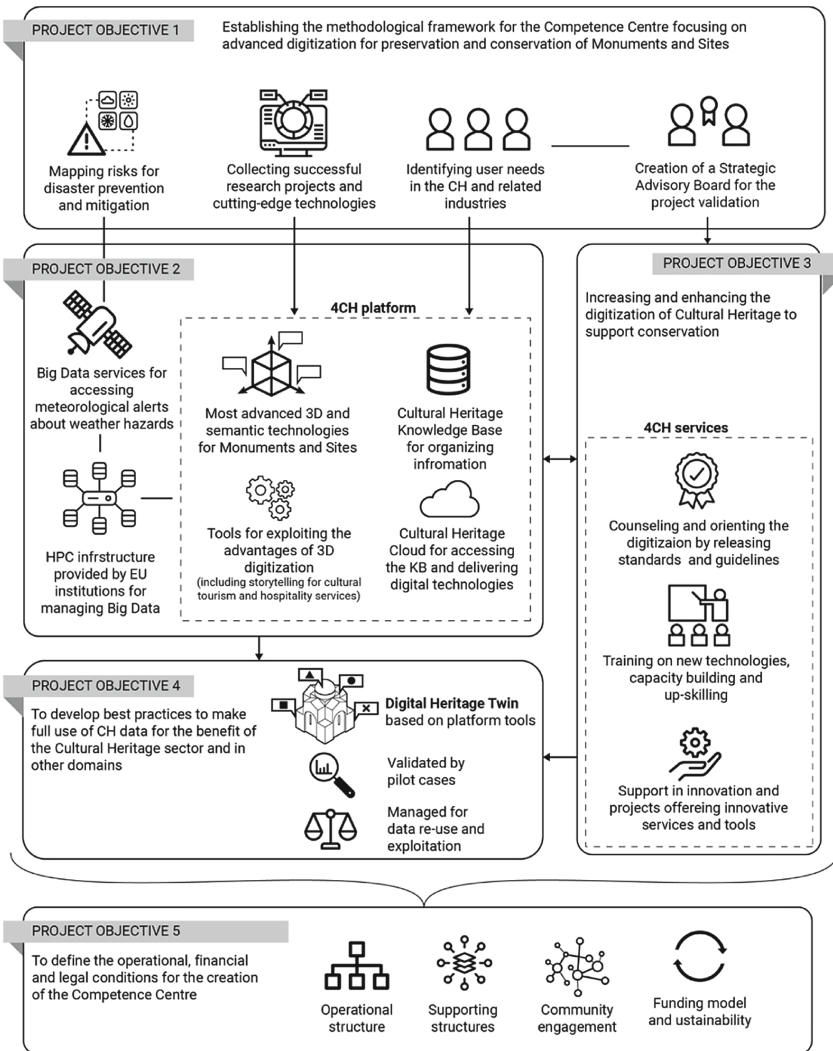 PROJECT OBJECTIVE 1
Establishing the methodological framework for the Competence Centre focusing on
advanced digitization for preservation and conservation of Monuments and Sites
Mapping risks for
disaster prevention
and mitigation
Collecting successful
research projects and
cutting-edge technologies
Identifying user needs
in the CH and related
industries
Creation of a Strategic
Advisory Board for the
project validation
PROJECT OBJECTIVE 2
Big Data services for
accessing
meteorological alerts
about weather hazards
HPC infrstructure
provided by EU
institutions for
managing Big Data
4CH platform
Most advanced 3D and
semantic technologies
for Monuments and Sites
Cultural Heritage
Knowledge Base
for organizing
infromation
Tools for exploiting the
advantages of 3D
digitization
(including storytelling for cultural
tourism and hospitality services)
Cultural Heritage
Cloud for accessing
the KB and delivering
digital technologies
PROJECT OBJECTIVE 3
Increasing and enhancing the
digitization of Cultural Heritage to
support conservation
4CH services
Counseling and orienting the
digitizaion by releasing
standards and guidelines
Training on new technologies,
capacity building and
up-skilling
Support in innovation and
projects offereing innovative
services and tools
PROJECT OBJECTIVE 4
To develop best practices to make
full use of CH data for the benefit of
the Cultural Heritage sector and in
other domains
Digital Heritage Twin
based on platform tools
Validated by
pilot cases
Managed for
data re-use and
exploitation
PROJECT OBJECTIVE 5
To define the operational, financial
and legal conditions for the creation
of the Competence Centre
Operational
structure
Supporting
structures
Community
engagement
Funding model
and ustainability